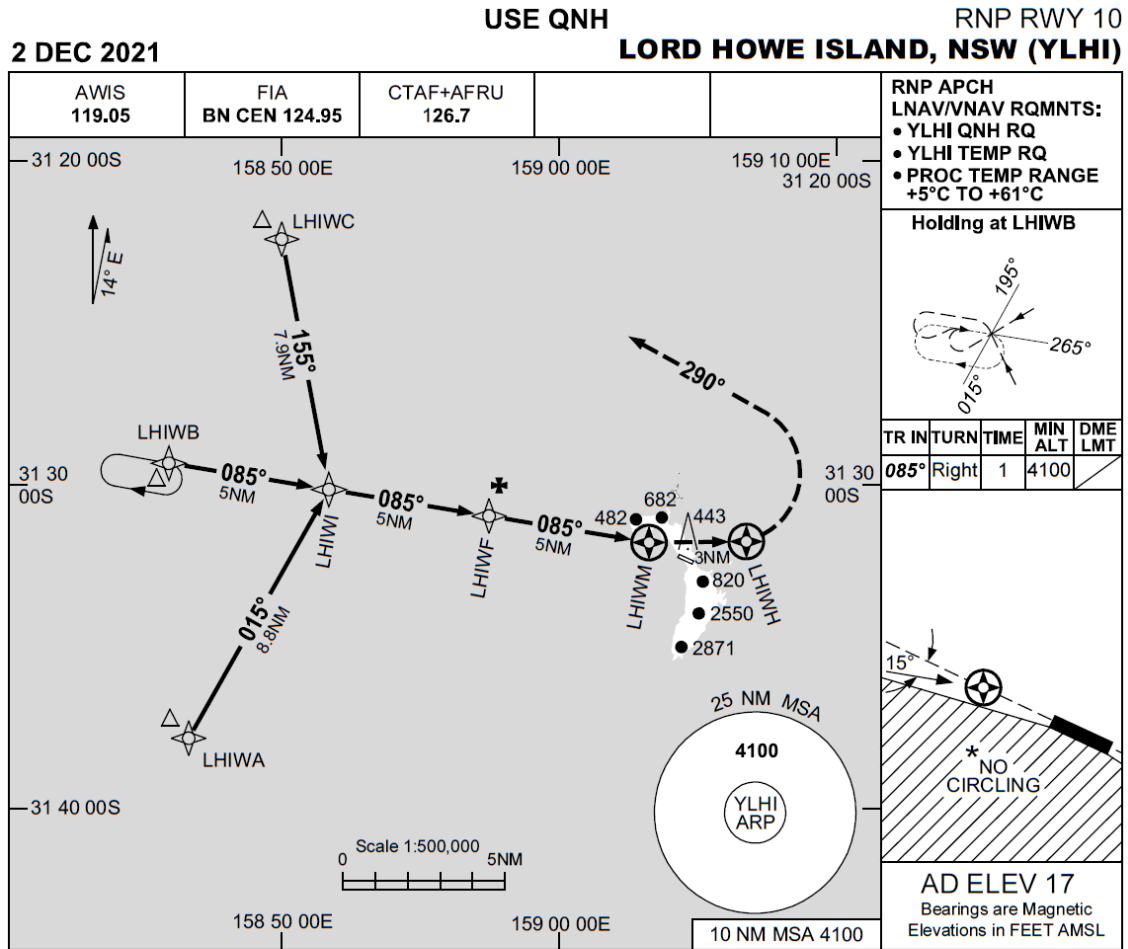 USE QNH
RNP RWY 10
2 DEC 2021
LORD HOWE ISLAND, NSW (YLHI)
AWIS
119.05
FIA
BN CEN 124.95
CTAF+AFRU
126.7
RNP APCH
LNAV/VNAV RQMNTS:
• YLHI QNH RQ
• YLHI TEMP RQ
• PROC TEMP RANGE
+5°C TO +61°C
31 20 00S
158 50 00E
159 00 00E
159 10 00E
31 20 00S
14° E
LHIWC
155°
7.9NM
290°
LHIWB
085°
5NM
31 30
00S
LHIWI
085°
5NM
LHIWF
085°
5NM
482
682
443
31 30
00S
LHIWM
3NM
LHIWH
820
2550
2871
015°
8.8NM
LHIWA
25 NM MSA
4100
YLHI
ARP
31 40 00S
Scale 1:500,000
0
5NM
158 50 00E
159 00 00E
10 NM MSA 4100
Holding at LHIWB
195°
265°
015°
TR IN TURN TIME MIN ALT DME LMT
085° Right 1 4100
15°
* NO
CIRCLING
AD ELEV 17
Bearings are Magnetic
Elevations in FEET AMSL